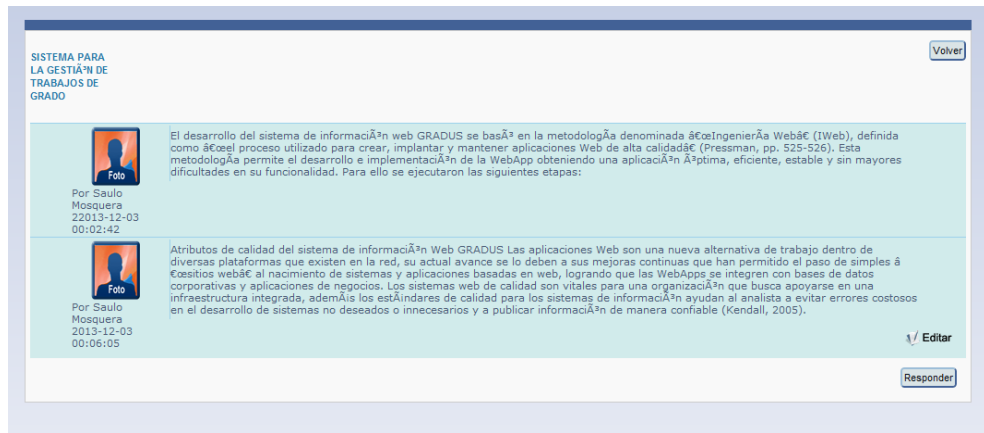 Volver
SISTEMA PARA
LA GESTIÃ³N DE
TRABAJOS DE
GRADO
El desarrollo del sistema de informaciÃ³n web GRADUS se basÃ³ en la metodologÃ­a denominada â€œIngenierÃ­a Webâ€ (IWeb), definida
como â€œel proceso utilizado para crear, implantar y mantener aplicaciones Web de alta calidadâ€ (Pressman, pp. 525-526). Esta
metodologÃ­a permite el desarrollo e implementaciÃ³n de la WebApp obteniendo una aplicaciÃ³n Ã³ptima, eficiente, estable y sin mayores
dificultades en su funcionalidad. Para ello se ejecutaron las siguientes etapas:
Foto
Por Saulo
Mosquera
22013-12-03
00:02:42
Atributos de calidad del sistema de informaciÃ³n Web GRADUS Las aplicaciones Web son una nueva alternativa de trabajo dentro de
diversas plataformas que existen en la red, su actual avance se lo deben a sus mejoras continuas que han permitido el paso de simples â
€œsitios webâ€ al nacimiento de sistemas y aplicaciones basadas en web, logrando que las WebApps se integren con bases de datos
corporativas y aplicaciones de negocios. Los sistemas web de calidad son vitales para una organizaciÃ³n que busca apoyarse en una
infraestructura integrada, ademÃ¡s los estÃ¡ndares de calidad para los sistemas de informaciÃ³n ayudan al analista a evitar errores costosos
en el desarrollo de sistemas no deseados o innecesarios y a publicar informaciÃ³n de manera confiable (Kendall, 2005).
Foto
Por Saulo
Mosquera
2013-12-03
00:06:05
Editar
Responder